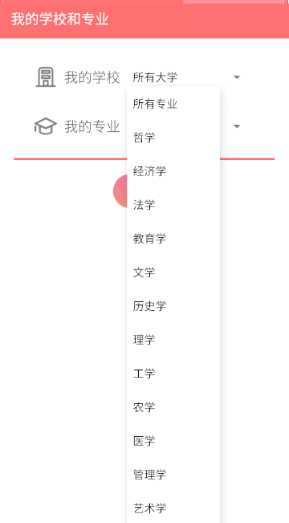 我的学校和专业
我的学校 所有大学
我的专业
所有专业
哲学
经济学
法学
教育学
文学
历史学
理学
工学
农学
医学
管理学
艺术学